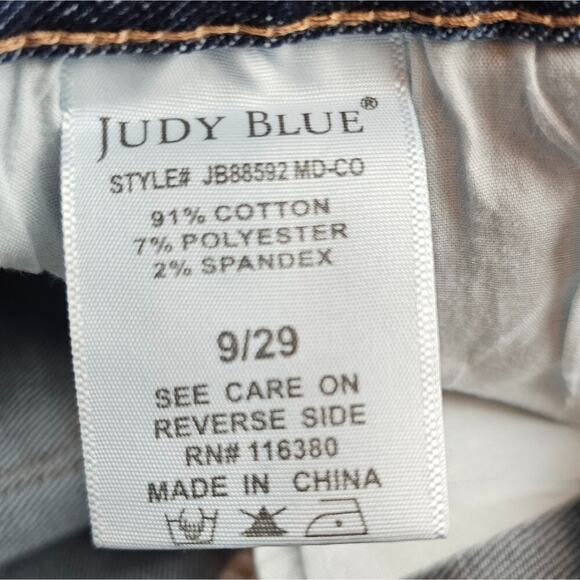 JUDY BLUE®
STYLE# JB88592 MD-CO
91% COTTON
7% POLYESTER
2% SPANDEX
9/29
SEE CARE ON
REVERSE SIDE
RN# 116380
MADE IN CHINA